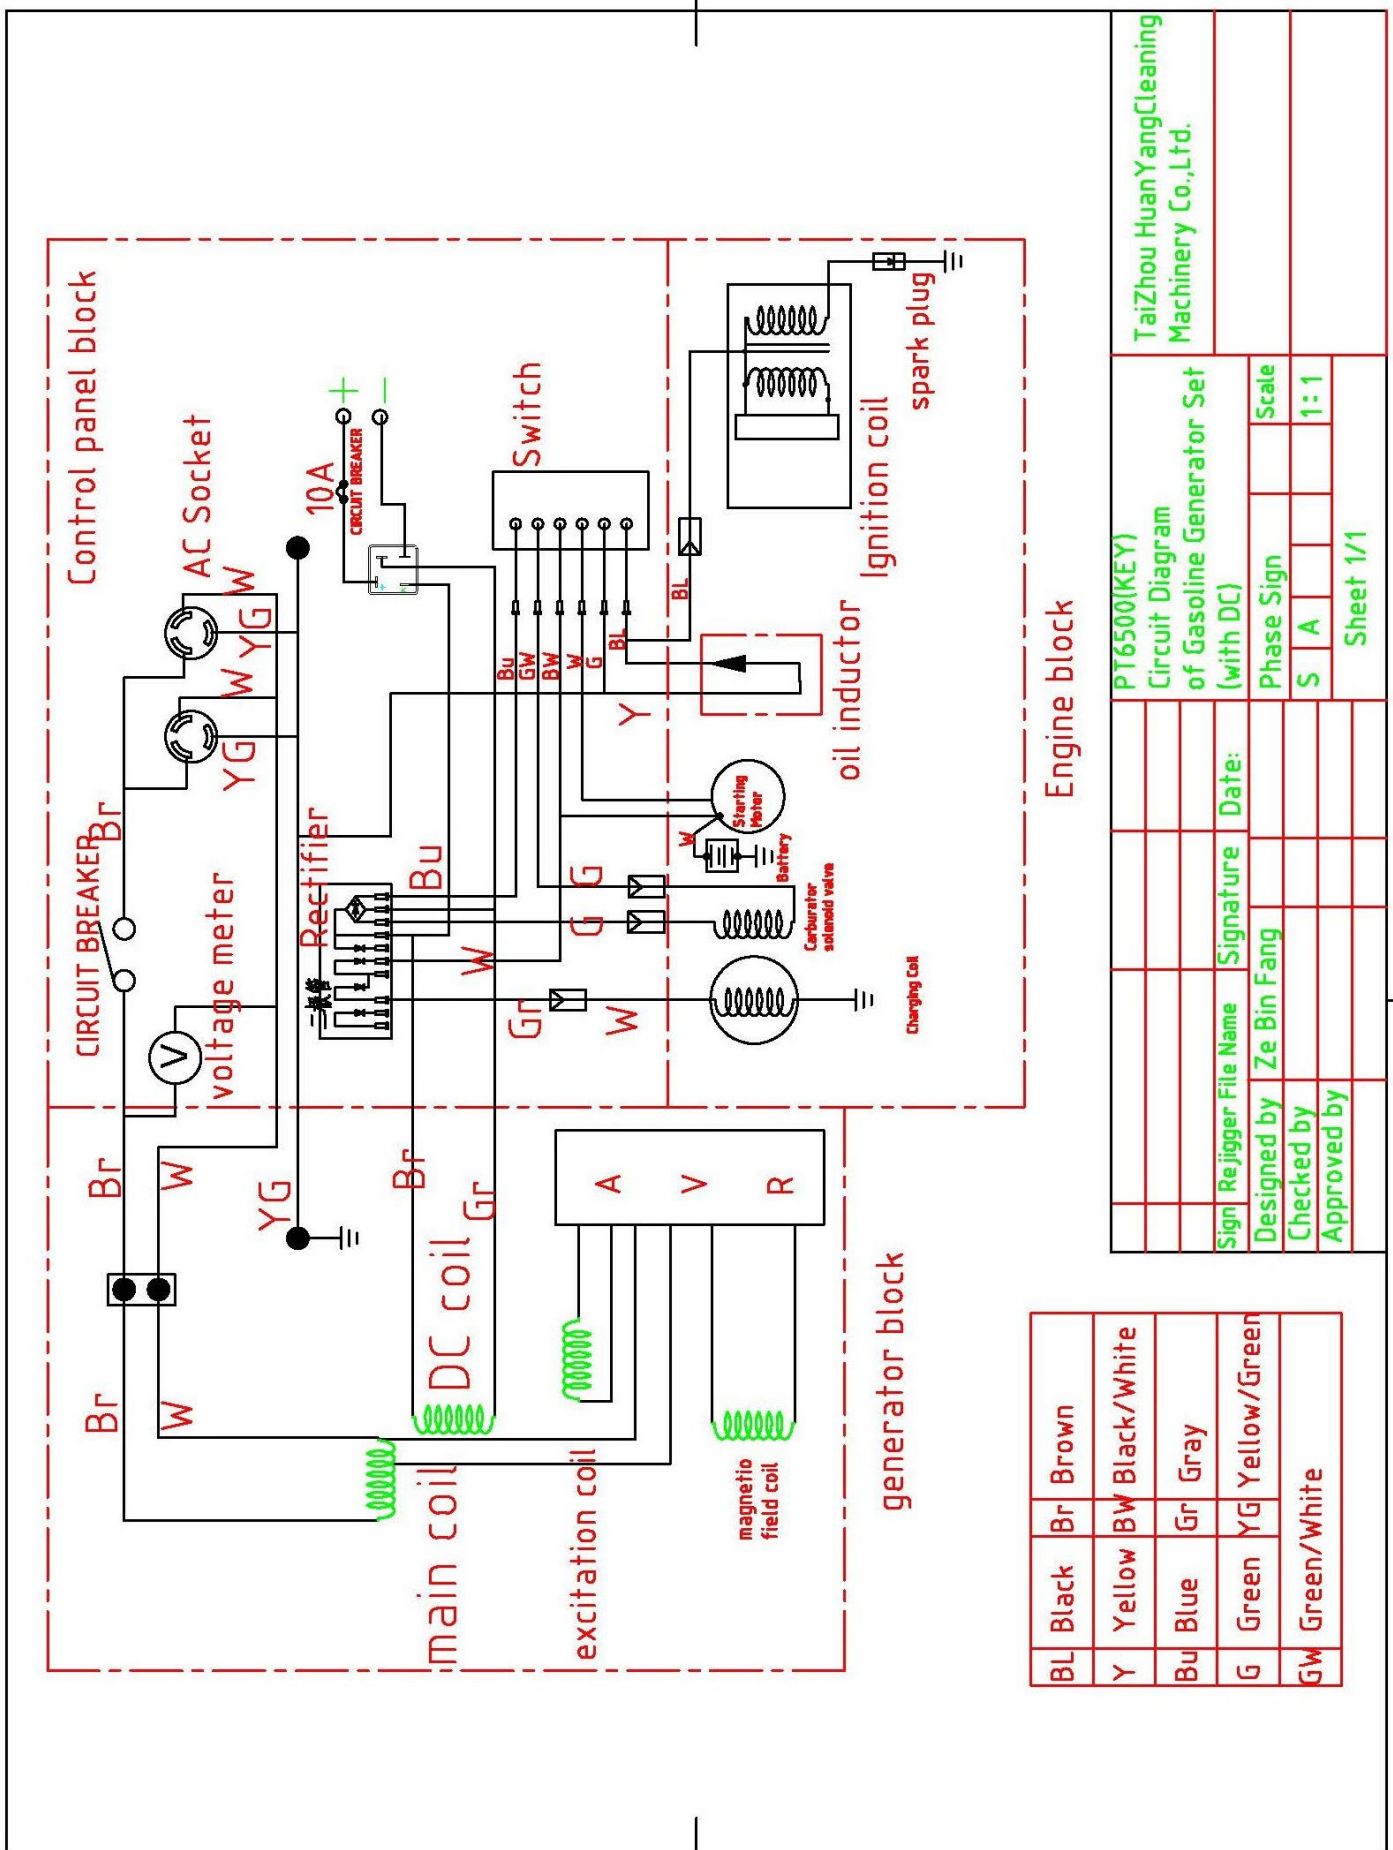 Control panel block
CIRCUIT BREAKER
Br
AC Socket
W
YG
W
YG
voltage meter
V
Rectifier
10A
CIRCUIT BREAKER
+
−
Switch
Bu
GW
BW
W
G
BL
Y
BL
Bu
W
G
G
Gr
W
Br
W
YG
Br
Gr
Br
W
DC coil
main coil
excitation coil
A
V
R
magnetio
field coil
generator block
Charging Coil
Carburator
solenoid valve
W
Battery
Starting
Motor
oil inductor
Ignition coil
spark plug
Engine block
BL Black Br Brown
Y Yellow BW Black/White
Bu Blue Gr Gray
G Green YG Yellow/Green
GW Green/White
PT6500(KEY)
Circuit Diagram
of Gasoline Generator Set
(with DC)
TaiZhou HuanYangCleaning
Machinery Co.,Ltd.
Sign Rejigger File Name Signature Date:
Designed by Ze Bin Fang
Checked by
Approved by
Phase Sign Scale
S A 1:1
Sheet 1/1